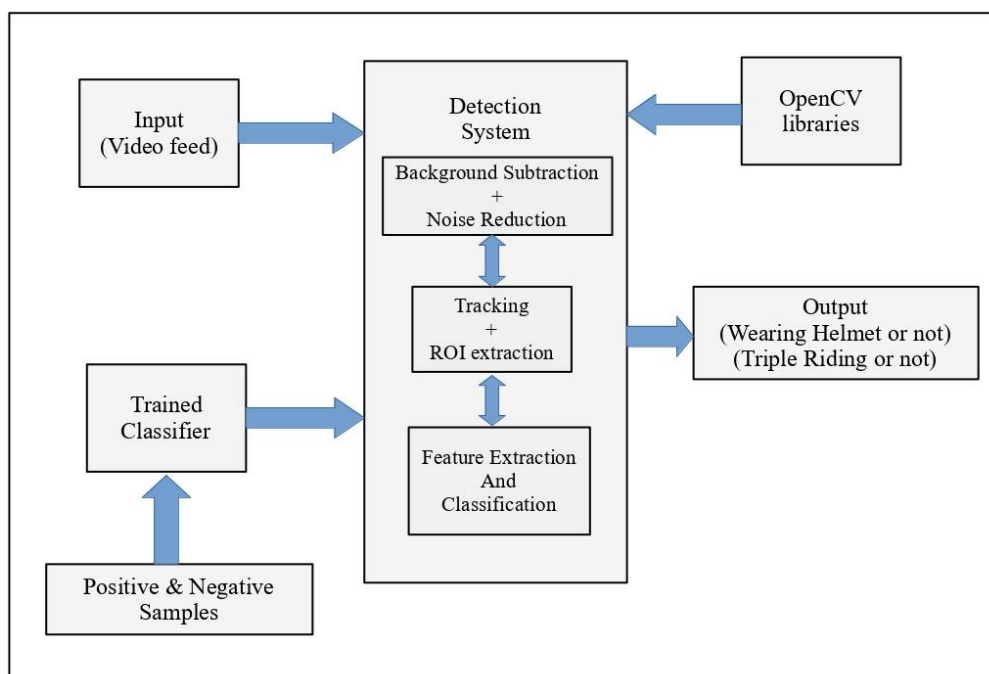 Input
(Video feed)
Detection
System
OpenCV
libraries
Background Subtraction
+
Noise Reduction
Tracking
+
ROI extraction
Output
(Wearing Helmet or not)
(Triple Riding or not)
Trained
Classifier
Feature Extraction
And
Classification
Positive & Negative
Samples